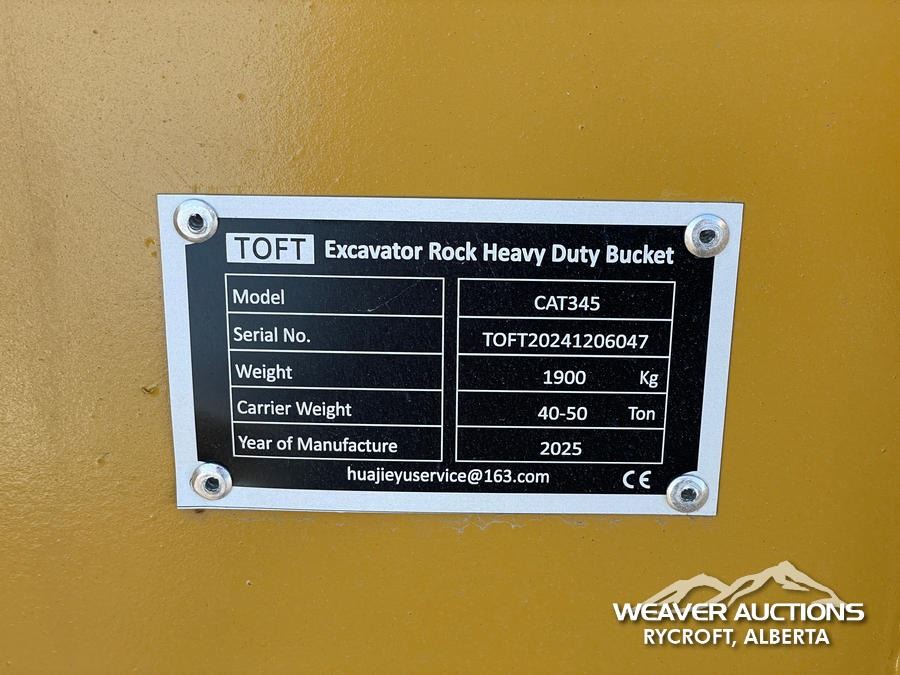 TOFT Excavator Rock Heavy Duty Bucket
Model CAT345
Serial No. TOFT20241206047
Weight 1900 Kg
Carrier Weight 40-50 Ton
Year of Manufacture 2025
huajieyuservice@163.com CE
WEAVER AUCTIONS
RYCROFT, ALBERTA